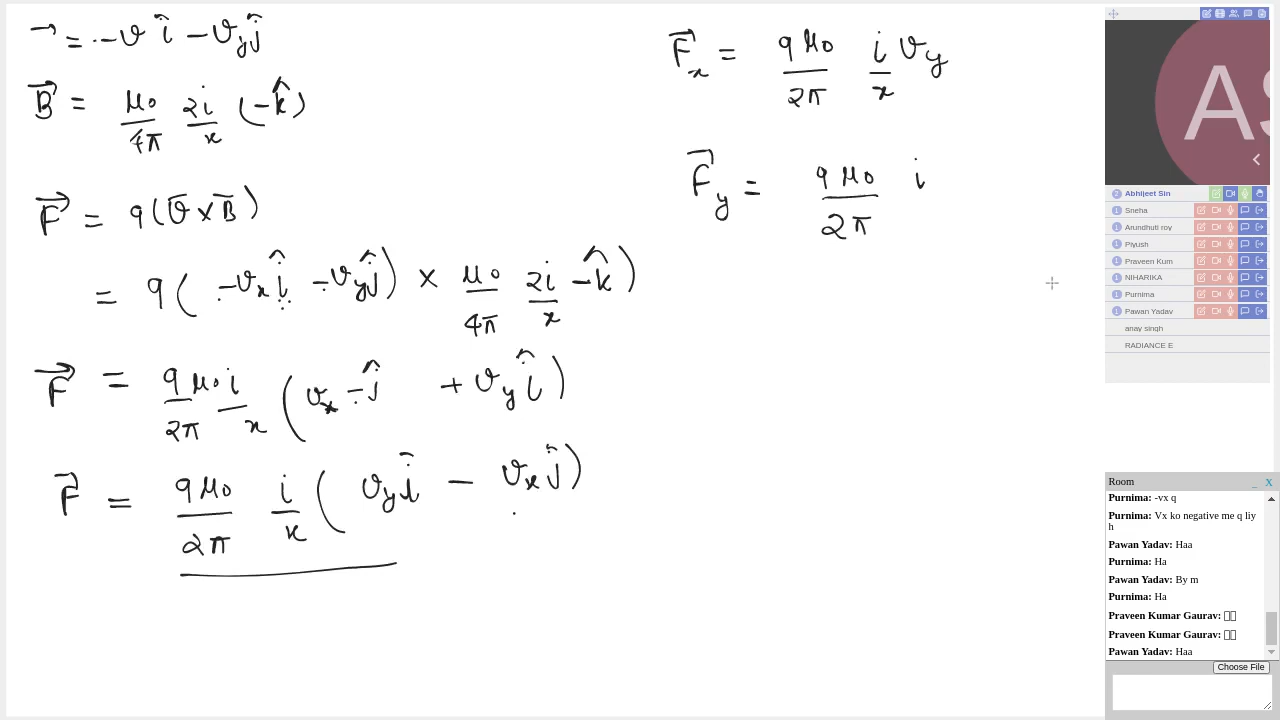 → = - v î - v_y ĵ
B⃗ = μ₀/4π 2i/x (-k̂)
F⃗ = q(v̄ × B̄)
= q( -v_x î - v_y ĵ) × μ₀/4π 2i/x -k̂)
F⃗ = qμ₀i/2π x (v_x -ĵ + v_y î)
F⃗ = qμ₀/2π i/x ( v_y î - v_x ĵ)
F⃗_x = qμ₀/2π i/x v_y
F⃗_y = qμ₀/2π i
AS
<
Abhijeet Sin
Sneha
Arundhuti roy
Piyush
Praveen Kum
NIHARIKA
Purnima
Pawan Yadav
anay singh
RADIANCE E
Room _ X
Purnima: -vx q
Purnima: Vx ko negative me q liy
h
Pawan Yadav: Haa
Purnima: Ha
Pawan Yadav: By m
Purnima: Ha
Praveen Kumar Gaurav:
Praveen Kumar Gaurav:
Pawan Yadav: Haa
Choose File